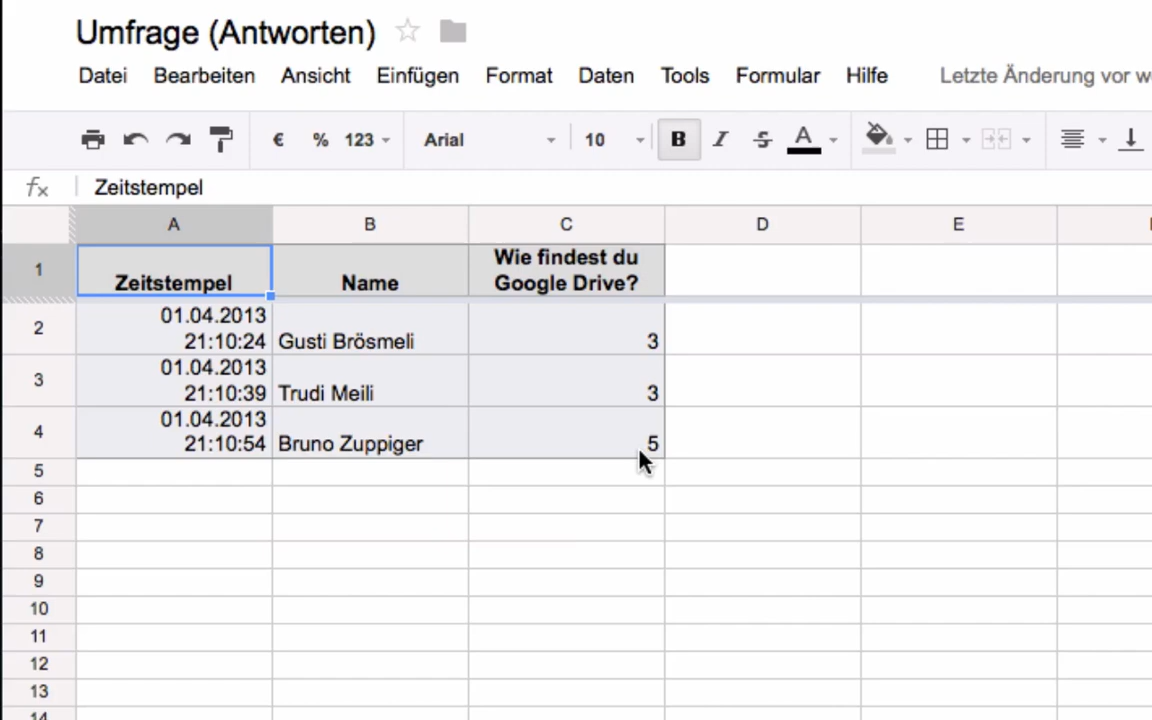 Umfrage (Antworten)
Datei Bearbeiten Ansicht Einfügen Format Daten Tools Formular Hilfe Letzte Änderung vor
€ % 123 Arial 10 B I S A
fx Zeitstempel
A B C D E
1 Zeitstempel Name Wie findest du
Google Drive?
2 01.04.2013
21:10:24 Gusti Brösmeli 3
3 01.04.2013
21:10:39 Trudi Meili 3
4 01.04.2013
21:10:54 Bruno Zuppiger 5
5
6
7
8
9
10
11
12
13
14